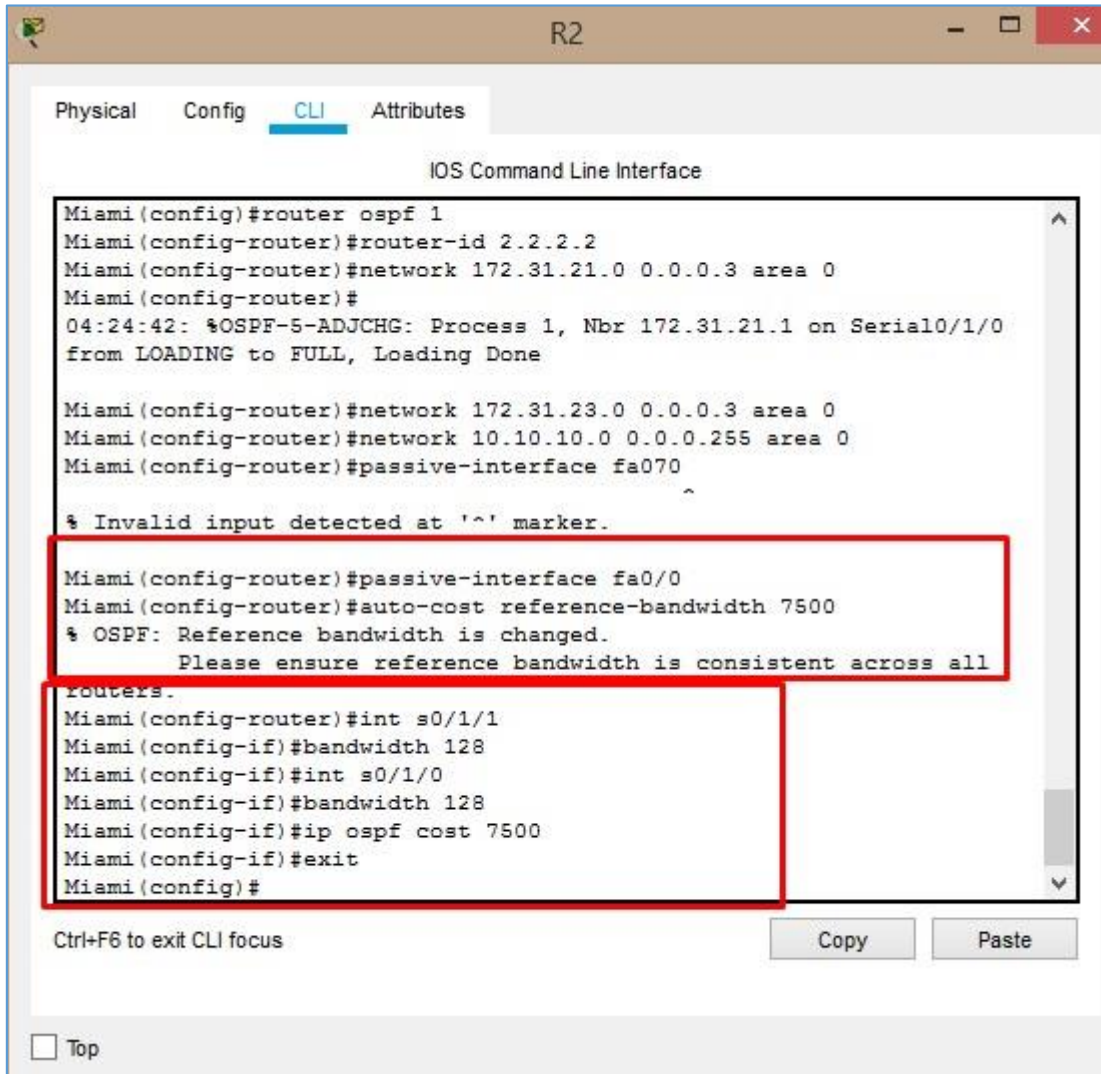 R2
Physical Config CLI Attributes
IOS Command Line Interface
Miami(config)#router ospf 1
Miami(config-router)#router-id 2.2.2.2
Miami(config-router)#network 172.31.21.0 0.0.0.3 area 0
Miami(config-router)#
04:24:42: %OSPF-5-ADJCHG: Process 1, Nbr 172.31.21.1 on Serial0/1/0
from LOADING to FULL, Loading Done
Miami(config-router)#network 172.31.23.0 0.0.0.3 area 0
Miami(config-router)#network 10.10.10.0 0.0.0.255 area 0
Miami(config-router)#passive-interface fa070
^
% Invalid input detected at '^' marker.
Miami(config-router)#passive-interface fa0/0
Miami(config-router)#auto-cost reference-bandwidth 7500
% OSPF: Reference bandwidth is changed.
Please ensure reference bandwidth is consistent across all
routers.
Miami(config-router)#int s0/1/1
Miami(config-if)#bandwidth 128
Miami(config-if)#int s0/1/0
Miami(config-if)#bandwidth 128
Miami(config-if)#ip ospf cost 7500
Miami(config-if)#exit
Miami(config)#
Ctrl+F6 to exit CLI focus
Copy Paste
Top